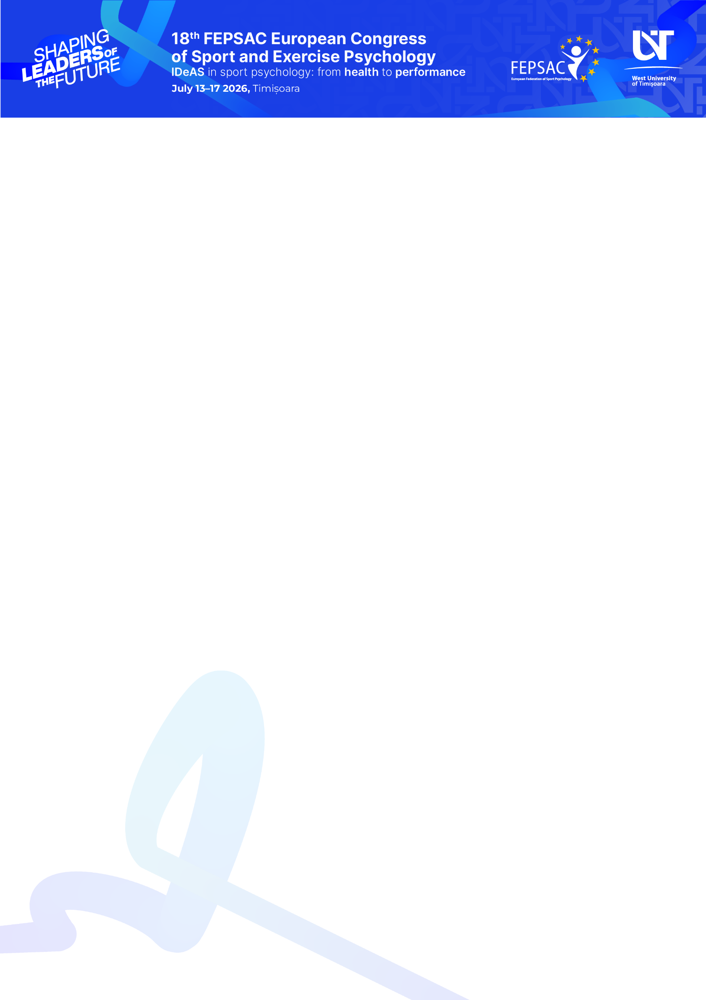 SHAPING
LEADERS OF
THE FUTURE
18th FEPSAC European Congress
of Sport and Exercise Psychology
IDeAS in sport psychology: from health to performance
July 13–17 2026, Timișoara
FEPSAC
European Federation of Sport Psychology
UVT
West University
of Timișoara